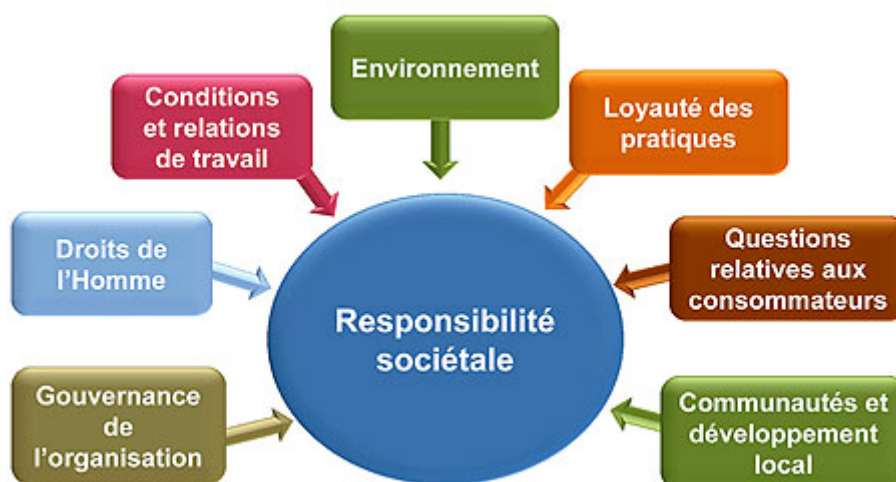 Environnement
Conditions
et relations
de travail
Loyauté des
pratiques
Droits de
l'Homme
Questions
relatives aux
consommateurs
Responsibilité
sociétale
Gouvernance
de
l'organisation
Communautés et
développement
local